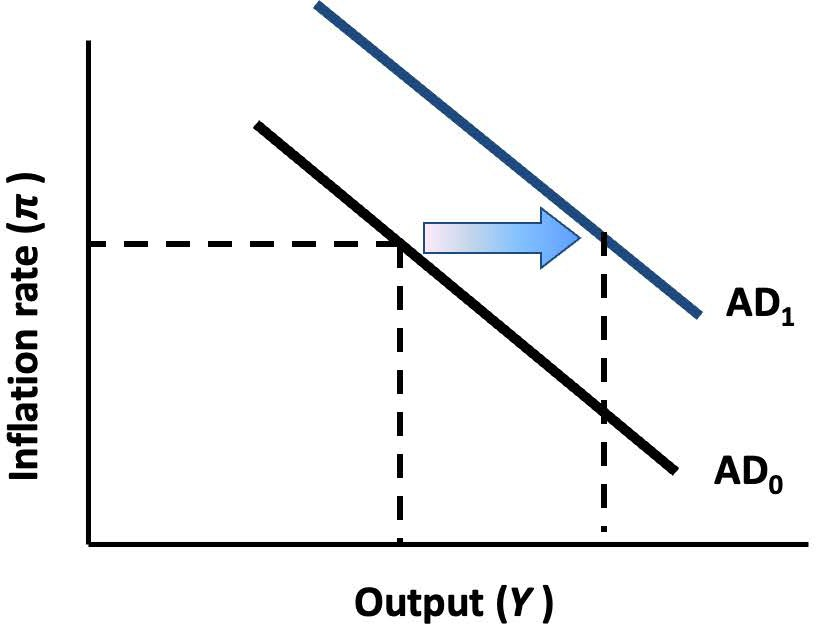 Inflation rate (π )
AD₁
AD₀
Output (Y )